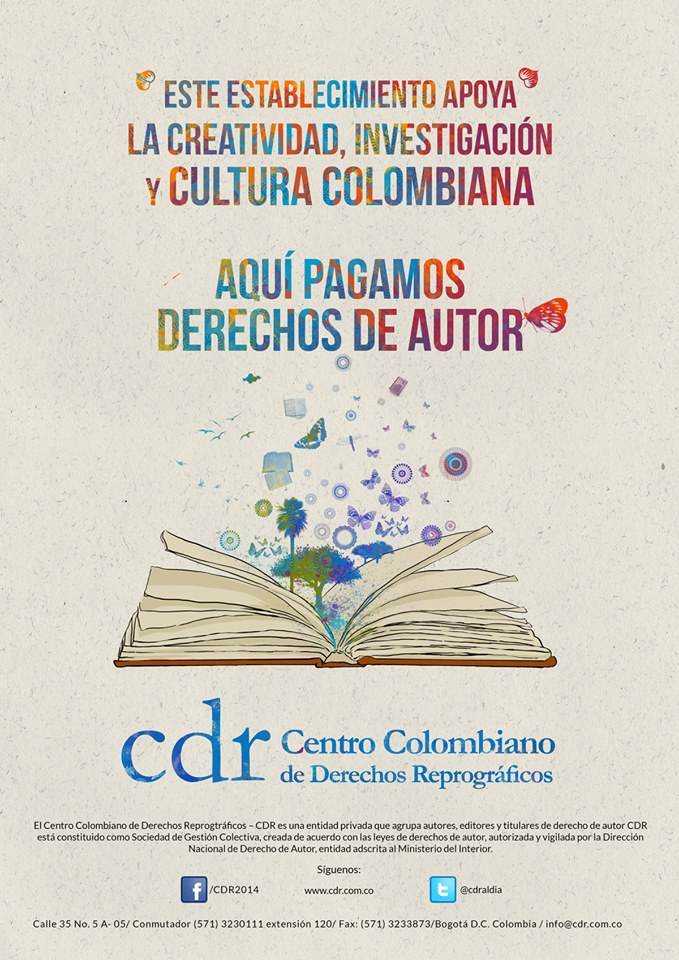 ESTE ESTABLECIMIENTO APOYA
LA CREATIVIDAD, INVESTIGACIÓN
Y CULTURA COLOMBIANA
AQUÍ PAGAMOS
DERECHOS DE AUTOR
cdr Centro Colombiano
de Derechos Reprográficos
El Centro Colombiano de Derechos Reprográficos – CDR es una entidad privada que agrupa autores, editores y titulares de derecho de autor CDR
está constituido como Sociedad de Gestión Colectiva, creada de acuerdo con las leyes de derechos de autor, autorizada y vigilada por la Dirección
Nacional de Derecho de Autor, entidad adscrita al Ministerio del Interior.
Síguenos:
/CDR2014 www.cdr.com.co @cdraldia
Calle 35 No. 5 A- 05/ Conmutador (571) 3230111 extensión 120/ Fax: (571) 3233873/Bogotá D.C. Colombia / info@cdr.com.co